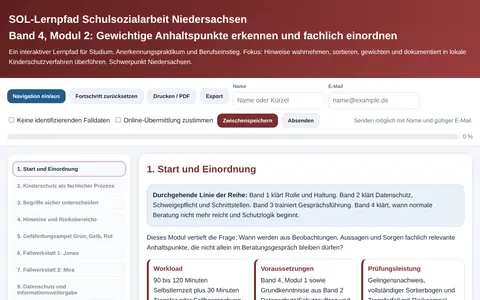 SOL-Lernpfad Schulsozialarbeit Niedersachsen
Band 4, Modul 2: Gewichtige Anhaltspunkte erkennen und fachlich einordnen
Ein interaktiver Lernpfad für Studium, Anerkennungspraktikum und Berufseinstieg. Fokus: Hinweise wahrnehmen, sortieren, gewichten und dokumentiert in lokale
Kinderschutzverfahren überführen. Schwerpunkt Niedersachsen.
Navigation ein/aus
Fortschritt zurücksetzen
Drucken / PDF
Export
Name
Name oder Kürzel
E-Mail
name@example.de
Keine identifizierenden Falldaten
Online-Übermittlung zustimmen
Zwischenspeichern
Absenden
Senden möglich mit Name und gültiger E-Mail
0 %
1. Start und Einordnung
2. Kinderschutz als fachlicher Prozess
3. Begriffe sicher unterscheiden
4. Hinweise und Risikobereiche
5. Gefährdungsampel Grün, Gelb, Rot
6. Fallwerkstatt 1: Jonas
7. Fallwerkstatt 2: Mira
8. Datenschutz und
Informationsweitergabe
1. Start und Einordnung
Durchgehende Linie der Reihe: Band 1 klärt Rolle und Haltung. Band 2 klärt Datenschutz,
Schweigepflicht und Schnittstellen. Band 3 trainiert Gesprächsführung. Band 4 klärt, wann normale
Beratung nicht mehr reicht und Schutzlogik beginnt.
Dieses Modul vertieft die Frage: Wann werden aus Beobachtungen, Aussagen und Sorgen fachlich relevante
Anhaltspunkte, die nicht allein im Beratungsgespräch bleiben dürfen?
Workload
90 bis 120 Minuten
Selbstlernzeit plus 30 Minuten
Voraussetzungen
Band 4, Modul 1 sowie
Grundkenntnisse aus Band 2
Prüfungsleistung
Gelingensnachweis,
vollständiger Sortierbogen und